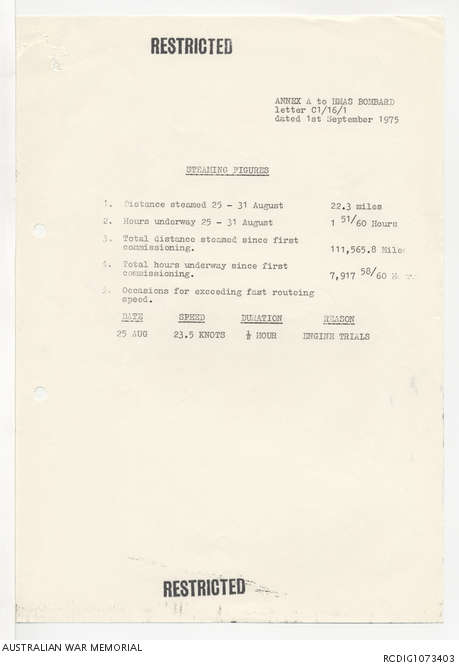 RESTRICTED
ANNEX A to HMAS BOMBARD
letter C1/16/1
dated 1st September 1975
STEAMING FIGURES
1. Distance steamed 25 - 31 August 22.3 miles
2. Hours underway 25 - 31 August 1 51/60 Hours
3. Total distance steamed since first
commissioning. 111,565.8 Miles
4. Total hours underway since first
commissioning. 7,917 58/60 Hours
5. Occasions for exceeding fast routeing
speed.
DATE SPEED DURATION REASON
25 AUG 23.5 KNOTS ½ HOUR ENGINE TRIALS
RESTRICTED
AUSTRALIAN WAR MEMORIAL RCDIG1073403